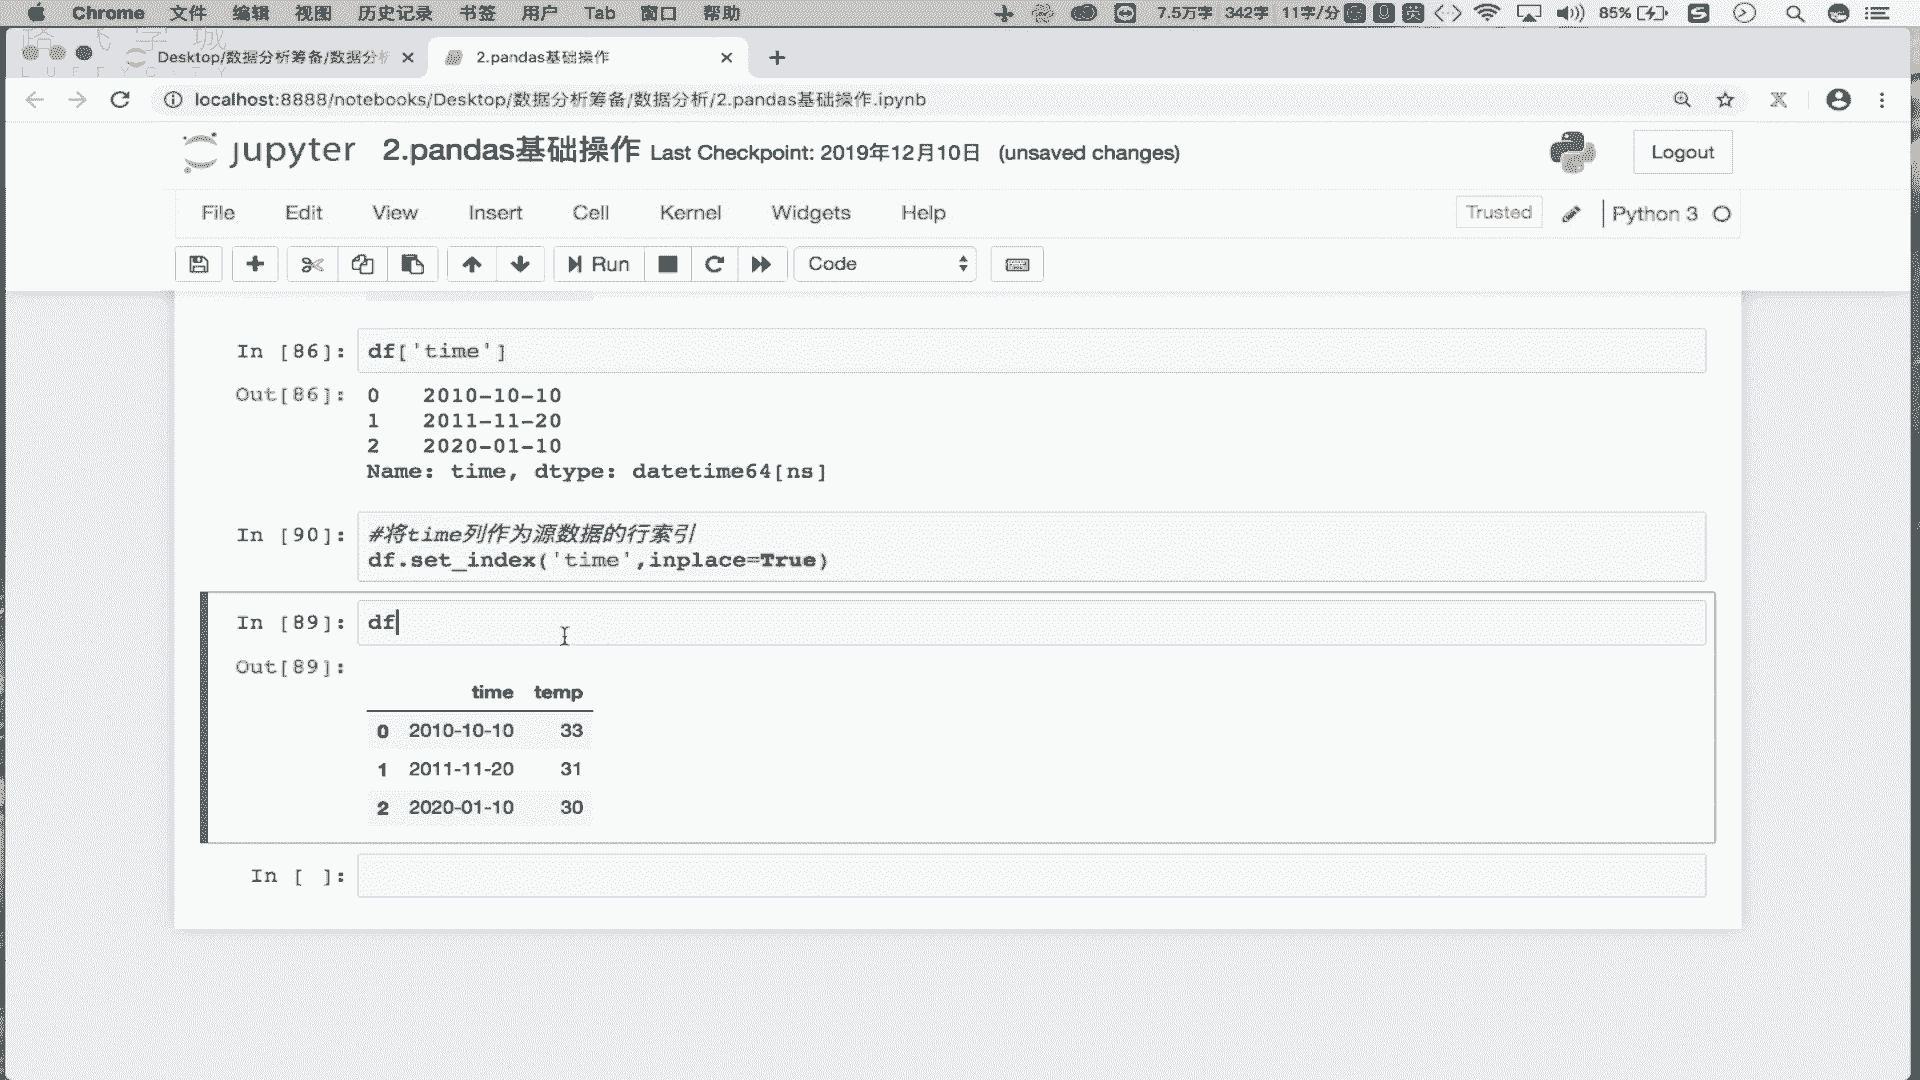 Chrome 文件 编辑 视图 历史记录 书签 用户 Tab 窗口 帮助 7.5万字 342字 11字/分 英 85%
路飞学城
LUFFYCITY
Desktop/数据分析筹备/数据分析
2.pandas基础操作
localhost:8888/notebooks/Desktop/数据分析筹备/数据分析/2.pandas基础操作.ipynb
jupyter 2.pandas基础操作 Last Checkpoint: 2019年12月10日 (unsaved changes)
Logout
File Edit View Insert Cell Kernel Widgets Help Trusted Python 3
Run Code
In [86]: df['time']
Out[86]: 0 2010-10-10
1 2011-11-20
2 2020-01-10
Name: time, dtype: datetime64[ns]
In [90]: #将time列作为源数据的行索引
df.set_index('time',inplace=True)
In [89]: df
Out[89]:
time temp
0 2010-10-10 33
1 2011-11-20 31
2 2020-01-10 30
In [ ]: